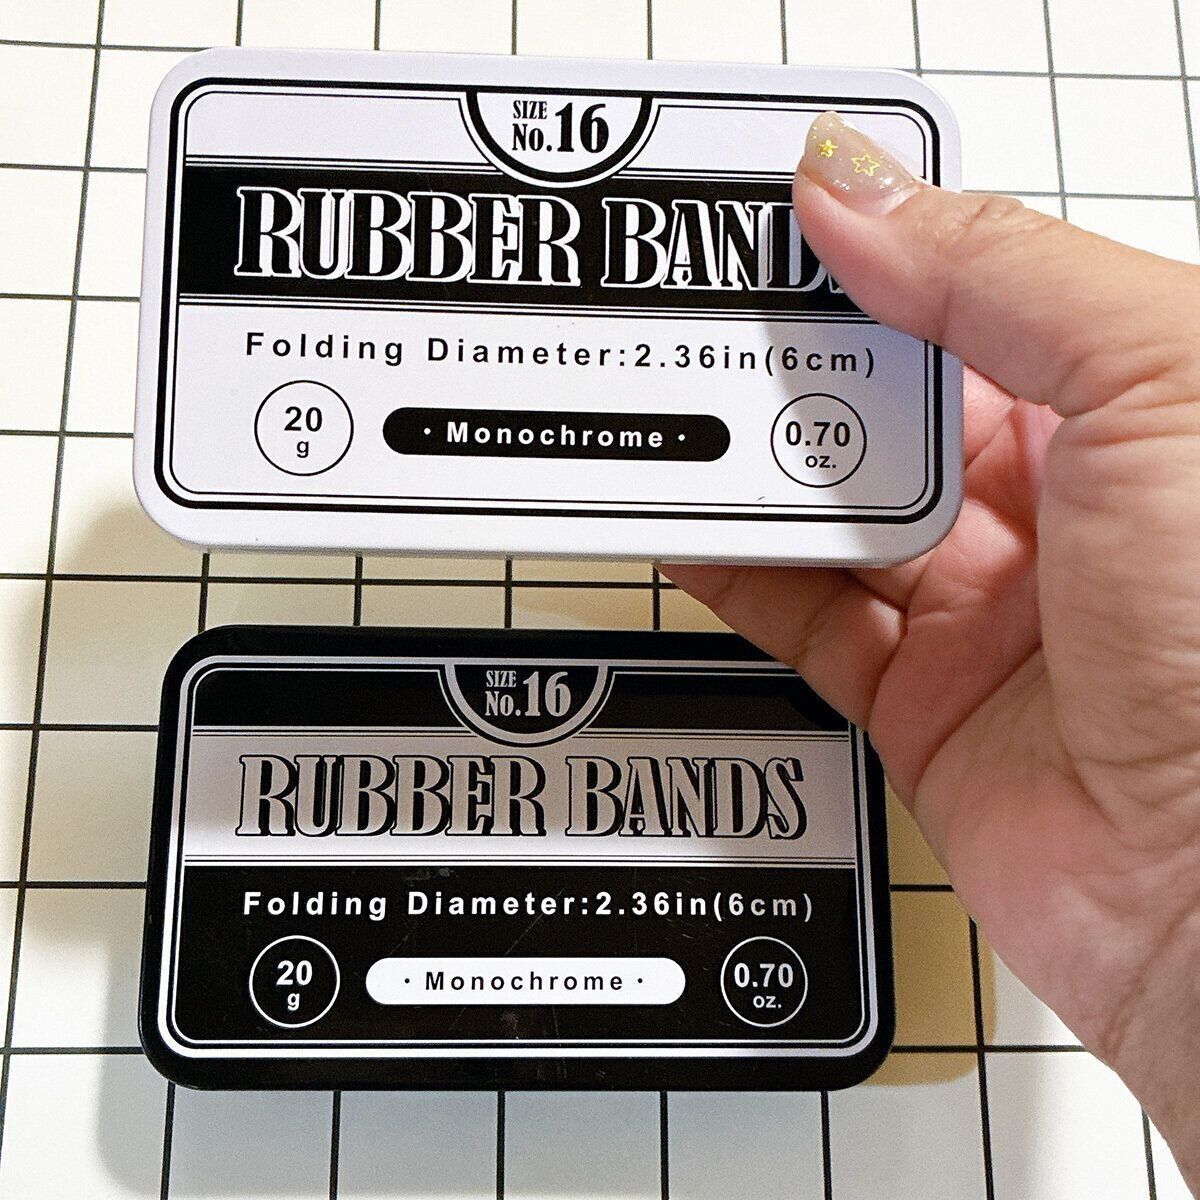 SIZE
No.16
RUBBER BANDS
Folding Diameter:2.36in(6cm)
20
g
· Monochrome ·
0.70
oz.
SIZE
No.16
RUBBER BANDS
Folding Diameter:2.36in(6cm)
20
g
· Monochrome ·
0.70
oz.